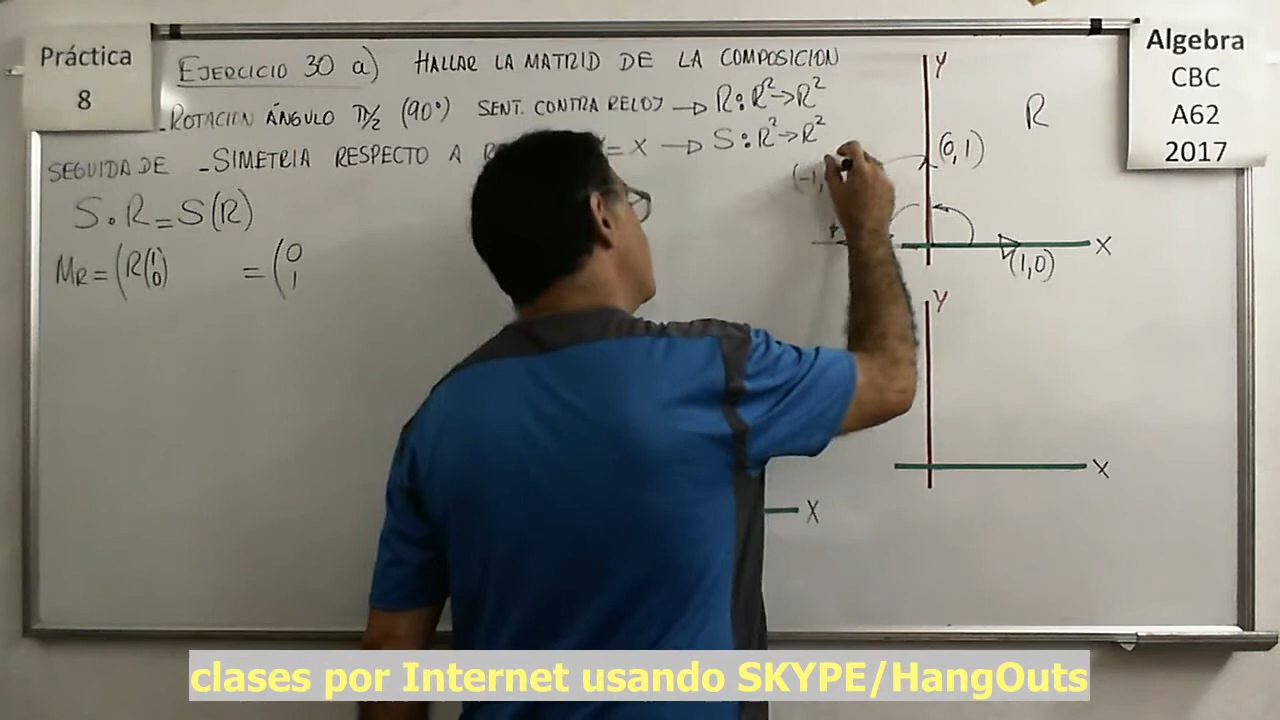 Práctica
8
Algebra
CBC
A62
2017
EJERCICIO 30 a) HALLAR LA MATRID DE LA COMPOSICION
-ROTACION ÁNGULO π/2 (90°) SENT. CONTRA RELOJ → R: R² → R²
SEGUIDA DE -SIMETRIA RESPECTO A = X → S: R² → R²
S∘R = S(R)
MR = (R(1 0) = (0 1
Y
R
(0,1)
(-1,
X
(1,0)
Y
X
X
clases por Internet usando SKYPE/HangOuts